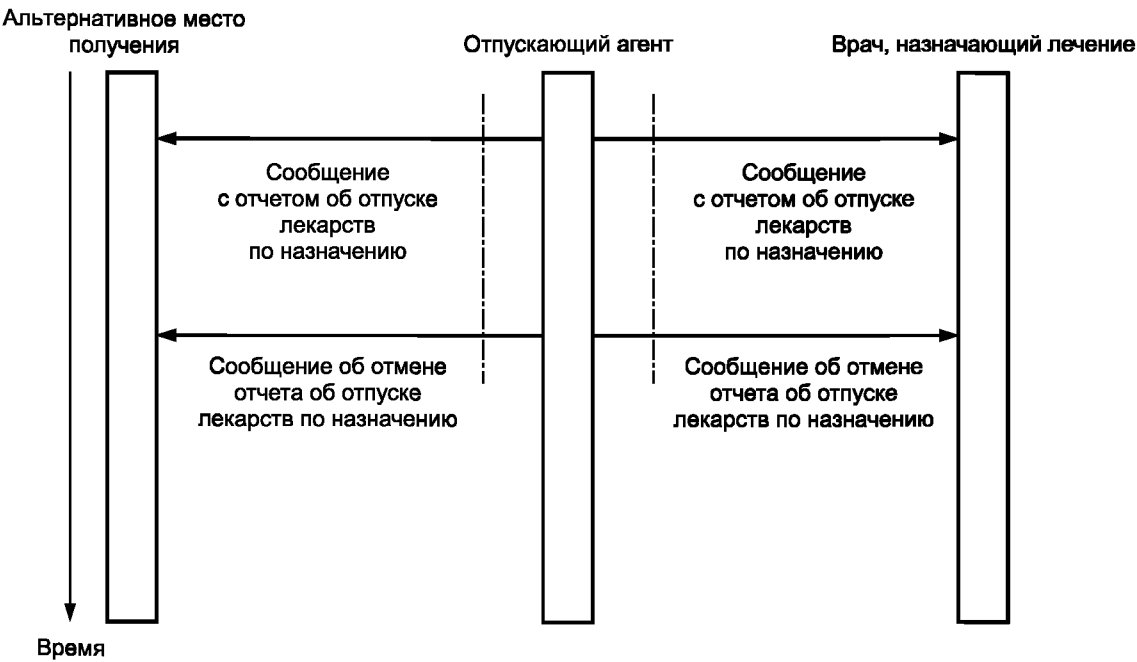 Альтернативное место
получения
Отпускающий агент
Врач, назначающий лечение
Сообщение
с отчетом об отпуске
лекарств
по назначению
Сообщение
с отчетом об отпуске
лекарств
по назначению
Сообщение об отмене
отчета об отпуске
лекарств по назначению
Сообщение об отмене
отчета об отпуске
лекарств по назначению
Время